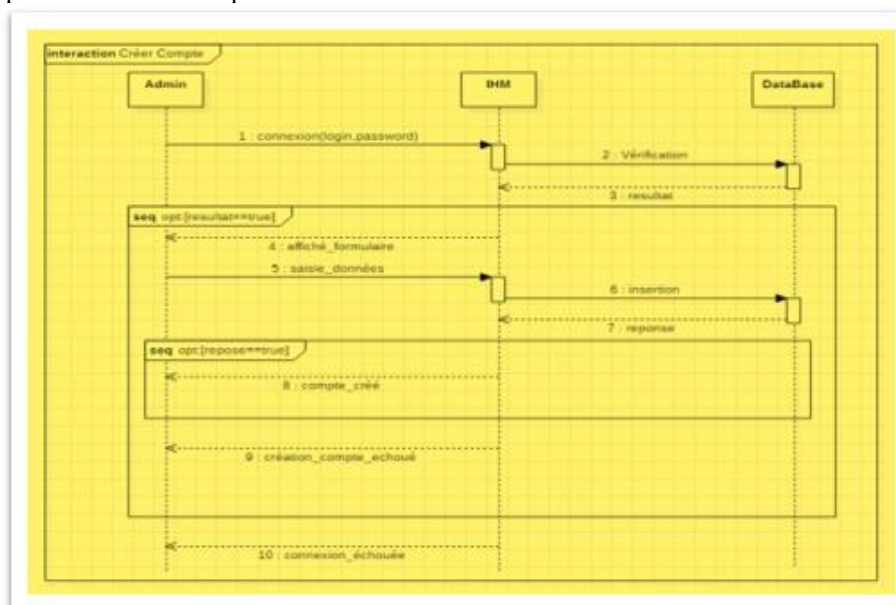 interaction Créer Compte
Admin
IHM
DataBase
1 : connexion(login,password)
2 : Vérification
3 : resultat
seq opt:[resultat==true]
4 : affiché_formulaire
5 : saisie_données
6 : insertion
7 : reponse
seq opt:[repose==true]
8 : compte_créé
9 : création_compte_echoué
10 : connexion_échouée